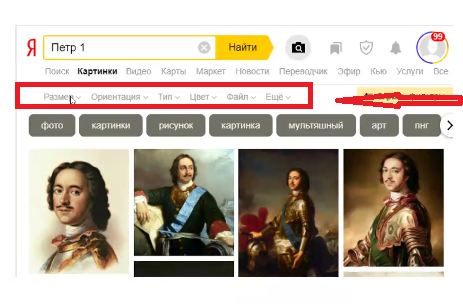 Я Петр 1 Найти 99
Поиск Картинки Видео Карты Маркет Новости Переводчик Эфир Кью Услуги Все
Размер Ориентация Тип Цвет Файл Ещё
фото картинки рисунок картинка мультяшный арт пнг